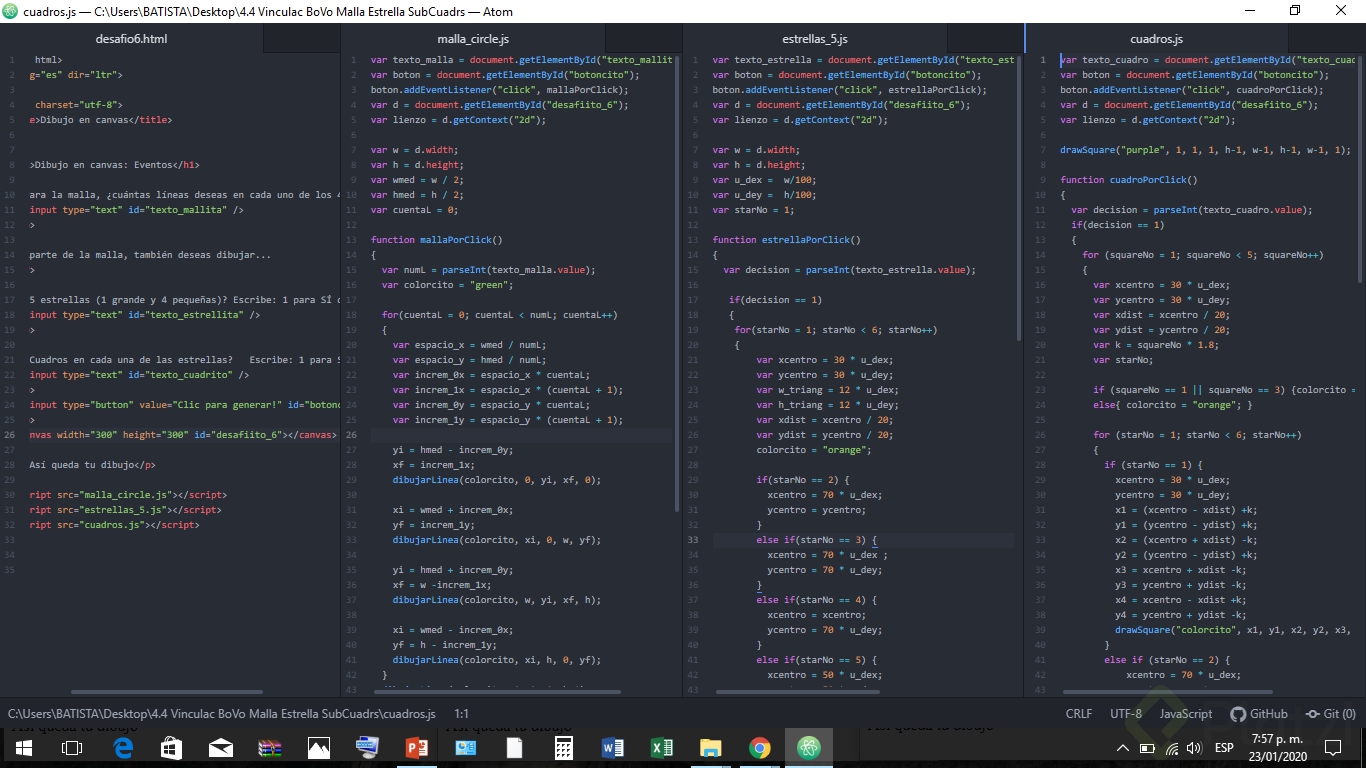 cuadros.js — C:\Users\BATISTA\Desktop\4.4 Vinculac BoVo Malla Estrella SubCuadrs — Atom
desafio6.html
1 html>
2 g="es" dir="ltr">
3
4 charset="utf-8">
5 e>Dibujo en canvas</title>
6
7
8 >Dibujo en canvas: Eventos</h1>
9
10 ara la malla, ¿cuántas líneas deseas en cada uno de los 4
11 input type="text" id="texto_mallita" />
12 >
13
14 parte de la malla, también deseas dibujar...
15 >
16
17 5 estrellas (1 grande y 4 pequeñas)? Escribe: 1 para SÍ
18 input type="text" id="texto_estrellita" />
19 >
20
21 Cuadros en cada una de las estrellas? Escribe: 1 para
22 input type="text" id="texto_cuadrito" />
23 >
24 input type="button" value="Clic para generar!" id="botonc
25 >
26 nvas width="300" height="300" id="desafiito_6"></canvas>
27
28 Así queda tu dibujo</p>
29
30 ript src="malla_circle.js"></script>
31 ript src="estrellas_5.js"></script>
32 ript src="cuadros.js"></script>
33
34
35
malla_circle.js
1 var texto_malla = document.getElementById("texto_mallit
2 var boton = document.getElementById("botoncito");
3 boton.addEventListener("click", mallaPorClick);
4 var d = document.getElementById("desafiito_6");
5 var lienzo = d.getContext("2d");
6
7 var w = d.width;
8 var h = d.height;
9 var wmed = w / 2;
10 var hmed = h / 2;
11 var cuentaL = 0;
12
13 function mallaPorClick()
14 {
15 var numL = parseInt(texto_malla.value);
16 var colorcito = "green";
17
18 for(cuentaL = 0; cuentaL < numL; cuentaL++)
19 {
20 var espacio_x = wmed / numL;
21 var espacio_y = hmed / numL;
22 var increm_0x = espacio_x * cuentaL;
23 var increm_1x = espacio_x * (cuentaL + 1);
24 var increm_0y = espacio_y * cuentaL;
25 var increm_1y = espacio_y * (cuentaL + 1);
26
27 yi = hmed - increm_0y;
28 xf = increm_1x;
29 dibujarLinea(colorcito, 0, yi, xf, 0);
30
31 xi = wmed + increm_0x;
32 yf = increm_1y;
33 dibujarLinea(colorcito, xi, 0, w, yf);
34
35 yi = hmed + increm_0y;
36 xf = w -increm_1x;
37 dibujarLinea(colorcito, w, yi, xf, h);
38
39 xi = wmed - increm_0x;
40 yf = h - increm_1y;
41 dibujarLinea(colorcito, xi, h, 0, yf);
42 }
43
estrellas_5.js
1 var texto_estrella = document.getElementById("texto_est
2 var boton = document.getElementById("botoncito");
3 boton.addEventListener("click", estrellaPorClick);
4 var d = document.getElementById("desafiito_6");
5 var lienzo = d.getContext("2d");
6
7 var w = d.width;
8 var h = d.height;
9 var u_dex = w/100;
10 var u_dey = h/100;
11 var starNo = 1;
12
13 function estrellaPorClick()
14 {
15 var decision = parseInt(texto_estrella.value);
16
17 if(decision == 1)
18 {
19 for(starNo = 1; starNo < 6; starNo++)
20 {
21 var xcentro = 30 * u_dex;
22 var ycentro = 30 * u_dey;
23 var w_triang = 12 * u_dex;
24 var h_triang = 12 * u_dey;
25 var xdist = xcentro / 20;
26 var ydist = ycentro / 20;
27 colorcito = "orange";
28
29 if(starNo == 2) {
30 xcentro = 70 * u_dex;
31 ycentro = ycentro;
32 }
33 else if(starNo == 3) {
34 xcentro = 70 * u_dex ;
35 ycentro = 70 * u_dey;
36 }
37 else if(starNo == 4) {
38 xcentro = xcentro;
39 ycentro = 70 * u_dey;
40 }
41 else if(starNo == 5) {
42 xcentro = 50 * u_dex;
43
cuadros.js
1 var texto_cuadro = document.getElementById("texto_cuad
2 var boton = document.getElementById("botoncito");
3 boton.addEventListener("click", cuadroPorClick);
4 var d = document.getElementById("desafiito_6");
5 var lienzo = d.getContext("2d");
6
7 drawSquare("purple", 1, 1, 1, h-1, w-1, h-1, w-1, 1);
8
9 function cuadroPorClick()
10 {
11 var decision = parseInt(texto_cuadro.value);
12 if(decision == 1)
13 {
14 for (squareNo = 1; squareNo < 5; squareNo++)
15 {
16 var xcentro = 30 * u_dex;
17 var ycentro = 30 * u_dey;
18 var xdist = xcentro / 20;
19 var ydist = ycentro / 20;
20 var k = squareNo * 1.8;
21 var starNo;
22
23 if (squareNo == 1 || squareNo == 3) {colorcito =
24 else{ colorcito = "orange"; }
25
26 for (starNo = 1; starNo < 6; starNo++)
27 {
28 if (starNo == 1) {
29 xcentro = 30 * u_dex;
30 ycentro = 30 * u_dey;
31 x1 = (xcentro - xdist) +k;
32 y1 = (ycentro - ydist) +k;
33 x2 = (xcentro + xdist) -k;
34 y2 = (ycentro - ydist) +k;
35 x3 = xcentro + xdist -k;
36 y3 = ycentro + ydist -k;
37 x4 = xcentro - xdist +k;
38 y4 = ycentro + ydist -k;
39 drawSquare("colorcito", x1, y1, x2, y2, x3,
40 }
41 else if (starNo == 2) {
42 xcentro = 70 * u_dex;
43
C:\Users\BATISTA\Desktop\4.4 Vinculac BoVo Malla Estrella SubCuadrs\cuadros.js 1:1 CRLF UTF-8 JavaScript GitHub Git (0)
ESP
7:57 p. m.
23/01/2020